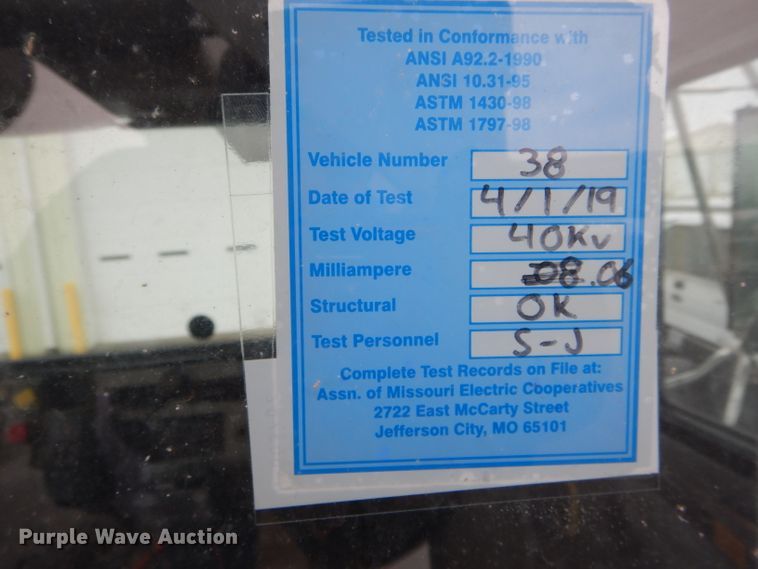 Tested in Conformance with
ANSI A92.2-1990
ANSI 10.31-95
ASTM 1430-98
ASTM 1797-98
Vehicle Number 38
Date of Test 4/1/19
Test Voltage 40Kv
Milliampere .06
Structural OK
Test Personnel S-J
Complete Test Records on File at:
Assn. of Missouri Electric Cooperatives
2722 East McCarty Street
Jefferson City, MO 65101
Purple Wave Auction